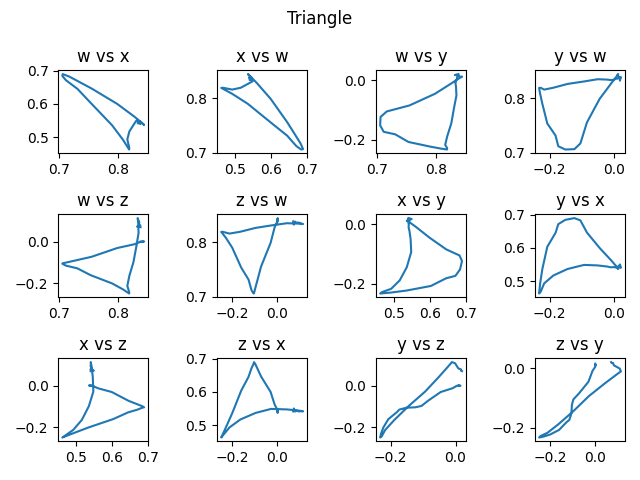 Triangle
w vs x
x vs w
w vs y
y vs w
0.7
0.6
0.5
0.7 0.8
0.8
0.7
0.5 0.6 0.7
0.0
−0.2
0.7 0.8
0.8
0.7
−0.2 0.0
w vs z
z vs w
x vs y
y vs x
0.0
−0.2
0.7 0.8
0.8
0.7
−0.2 0.0
0.0
−0.2
0.5 0.6 0.7
0.7
0.6
0.5
−0.2 0.0
x vs z
z vs x
y vs z
z vs y
0.0
−0.2
0.5 0.6 0.7
0.7
0.6
0.5
−0.2 0.0
0.0
−0.2
−0.2 0.0
0.0
−0.2
−0.2 0.0